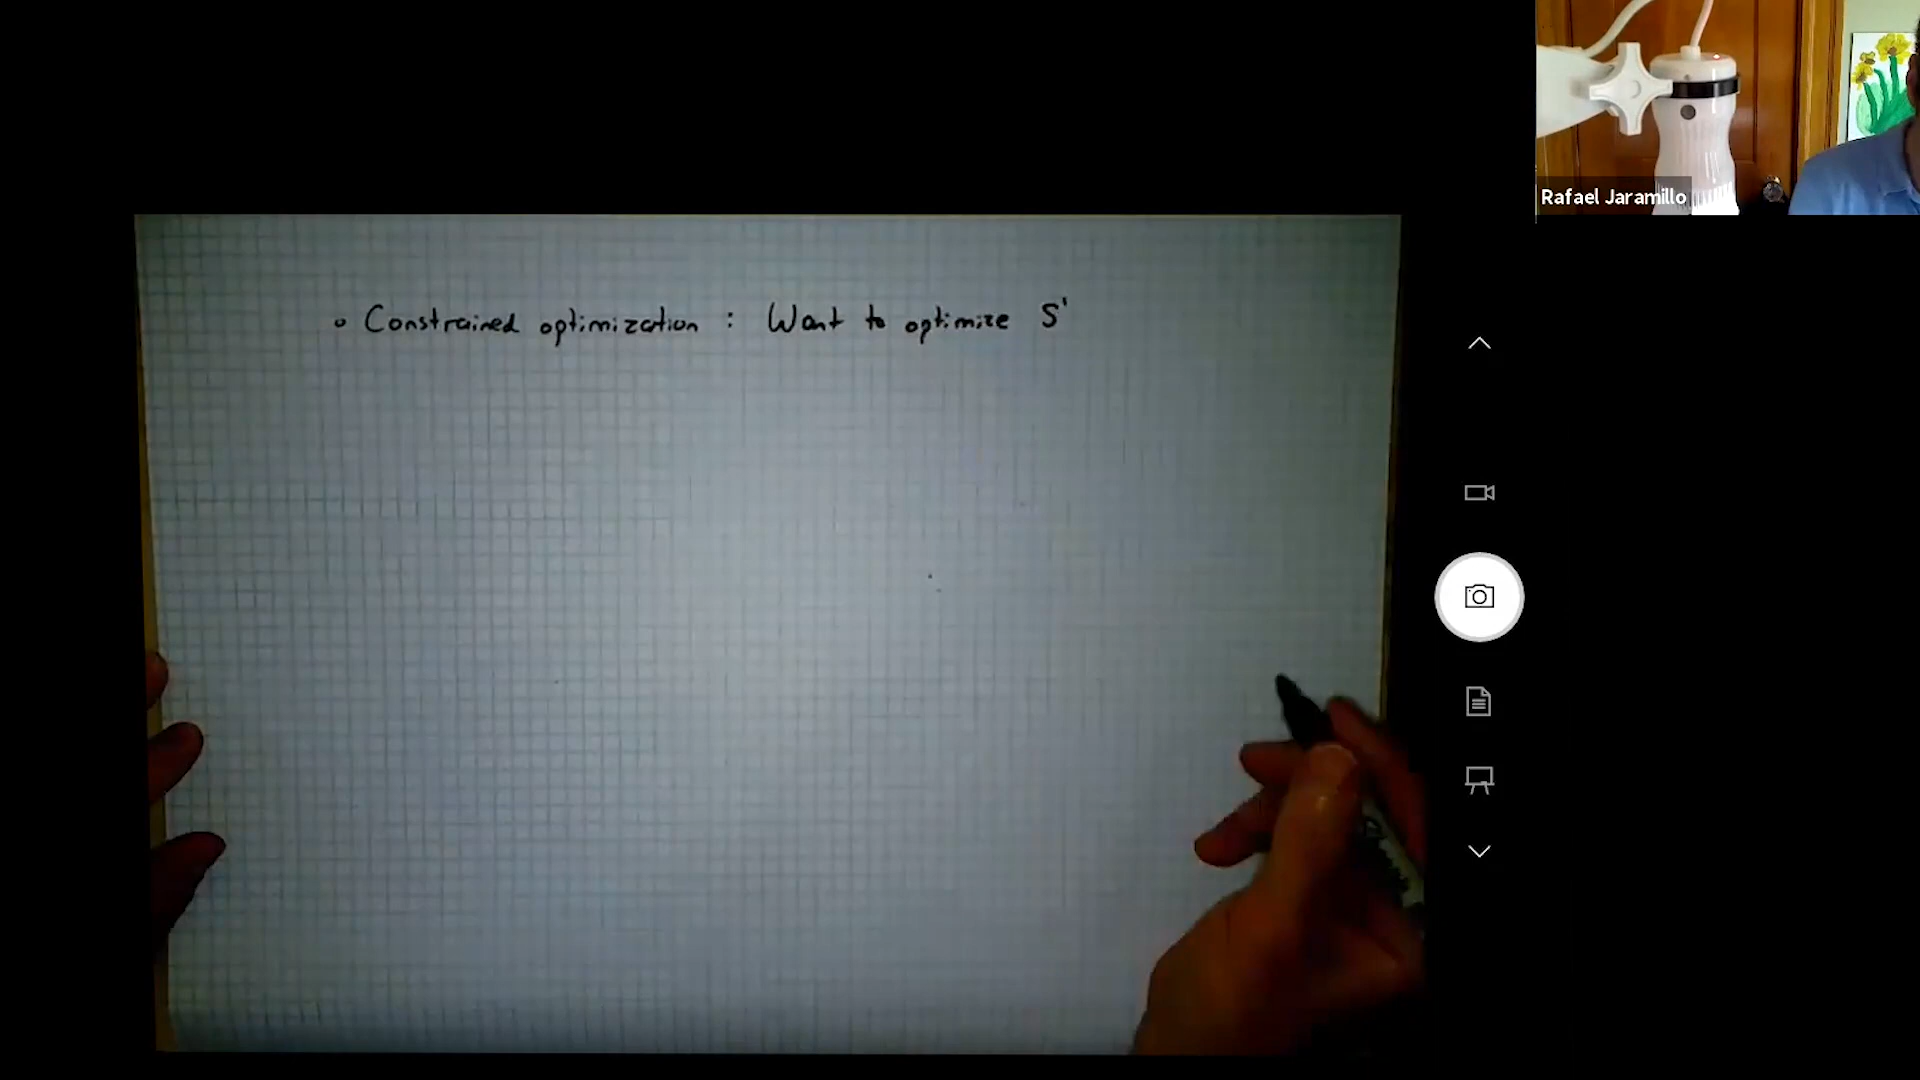 Rafael Jaramillo
◦ Constrained optimization : Want to optimize S'